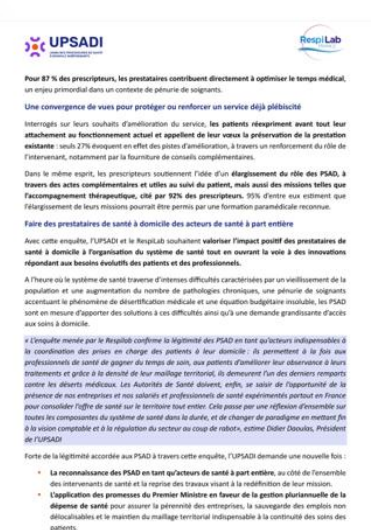 UPSADI
RespiLab
Pour 87 % des prescripteurs, les prestataires contribuent directement à optimiser le temps médical,
un enjeu primordial dans un contexte de pénurie de soignants.
Une convergence de vues pour protéger ou renforcer un service déjà plébiscité
Interrogés sur leurs souhaits d'amélioration du service, les patients réexpriment avant tout leur
attachement au fonctionnement actuel et appellent de leur vœux la préservation de la prestation
existante : seuls 27% évoquent en effet des pistes d'amélioration, à travers un renforcement du rôle de
l'intervenant, notamment par la fourniture de conseils complémentaires.
Dans le même esprit, les prescripteurs soutiennent l'idée d'un élargissement du rôle des PSAD, à
travers des actes complémentaires et utiles au suivi du patient, mais aussi des missions telles que
l'accompagnement thérapeutique, cité par 92% des prescripteurs. 95% d'entre eux estiment que
l'élargissement de leurs missions pourrait être permis par une formation paramédicale reconnue.
Faire des prestataires de santé à domicile des acteurs de santé à part entière
Avec cette enquête, l'UPSADI et le RespiLab souhaitent valoriser l'impact positif des prestataires de
santé à domicile à l'organisation du système de santé tout en ouvrant la voie à des innovations
répondant aux besoins évolutifs des patients et des professionnels.
A l'heure où le système de santé traverse d'intenses difficultés caractérisées par un vieillissement de la
population et une augmentation du nombre de pathologies chroniques, une pénurie de soignants
accentuant le phénomène de désertification médicale et une équation budgétaire insoluble, les PSAD
sont en mesure d'apporter des solutions à ces difficultés ainsi qu'à une demande grandissante d'accès
aux soins à domicile.
« L'enquête menée par le Respilab confirme la légitimité des PSAD en tant qu'acteurs indispensables à
la coordination des prises en charge des patients à leur domicile : ils permettent à la fois aux
professionnels de santé de gagner du temps de soin, aux patients d'améliorer leur observance à leurs
traitements et grâce à la densité de leur maillage territorial, ils demeurent l'un des derniers remparts
contre les déserts médicaux. Les Autorités de Santé doivent, enfin, se saisir de l'opportunité de la
présence de nos entreprises et nos salariés et professionnels de santé expérimentés partout en France
pour consolider l'offre de santé sur le territoire tout entier. Cela passe par une réflexion d'ensemble sur
toutes les composantes du système de santé dans la durée, et de changer de paradigme en mettant fin
à la vision comptable et à la régulation du secteur au coup de rabot», estime Didier Daoulas, Président
de l'UPSADI
Forte de la légitimité accordée aux PSAD à travers cette enquête, l'UPSADI demande une nouvelle fois :
• La reconnaissance des PSAD en tant qu'acteurs de santé à part entière, au côté de l'ensemble
des intervenants de santé et la reprise des travaux visant à la redéfinition de leur mission.
• L'application des promesses du Premier Ministre en faveur de la gestion pluriannuelle de la
dépense de santé pour assurer la pérennité des entreprises, la sauvegarde des emplois non
délocalisables et le maintien du maillage territorial indispensable à la continuité des soins des
patients.